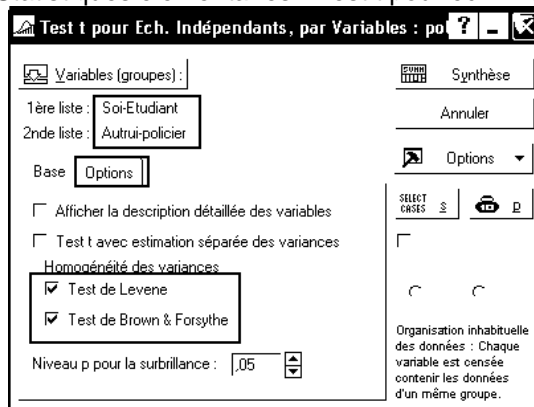 Test t pour Ech. Indépendants, par Variables : pol ? _ X
Variables (groupes) :
1ère liste : Soi-Etudiant
2nde liste : Autrui-policier
Base Options
Afficher la description détaillée des variables
Test t avec estimation séparée des variances
Homogénéité des variances
Test de Levene
Test de Brown & Forsythe
Niveau p pour la surbrillance : ,05
Synthèse
Annuler
Options
SELECT CASES S D
Organisation inhabituelle
des données : Chaque
variable est censée
contenir les données
d'un même groupe.